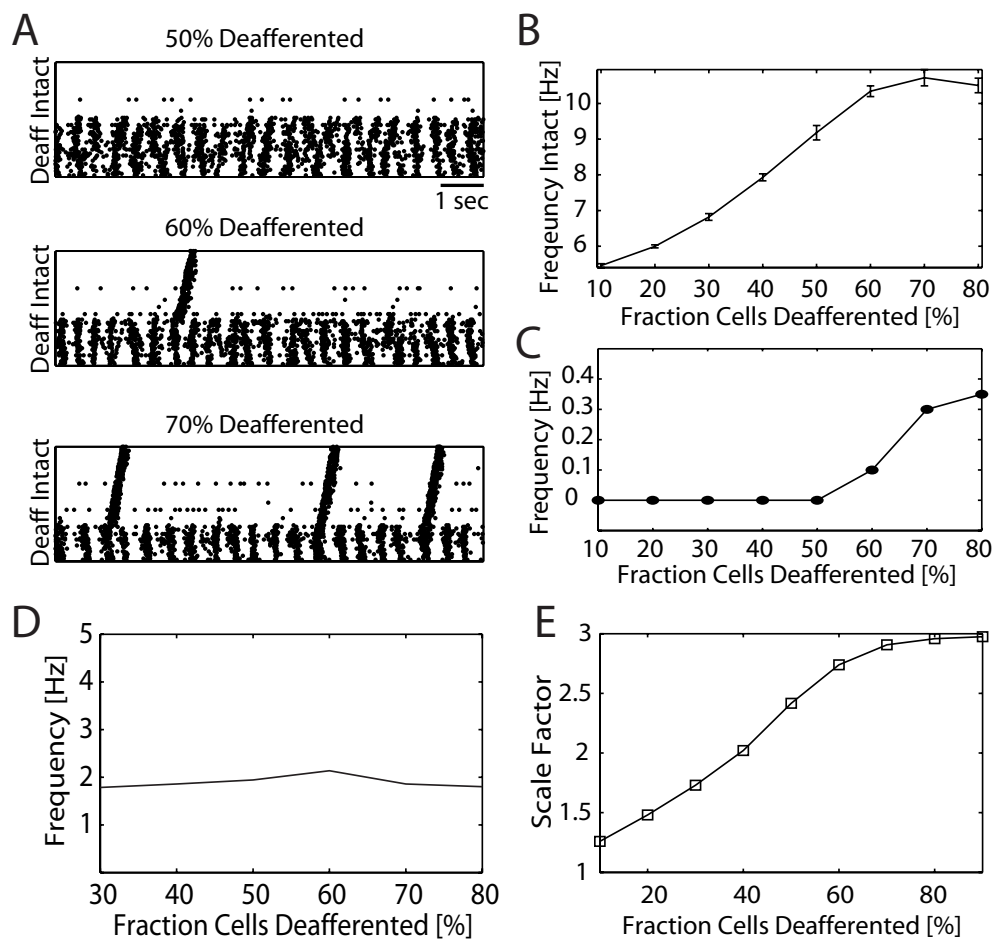 A
50% Deafferented
Deaff Intact
1 sec
60% Deafferented
Deaff Intact
70% Deafferented
Deaff Intact
B
Freqeuncy Intact [Hz]
10
9
8
7
6
10 20 30 40 50 60 70 80
Fraction Cells Deafferented [%]
C
Frequency [Hz]
0.4
0.3
0.2
0.1
0
10 20 30 40 50 60 70 80
Fraction Cells Deafferented [%]
D
Frequency [Hz]
5
4
3
2
1
30 40 50 60 70 80
Fraction Cells Deafferented [%]
E
Scale Factor
3
2.5
2
1.5
1
20 40 60 80
Fraction Cells Deafferented [%]